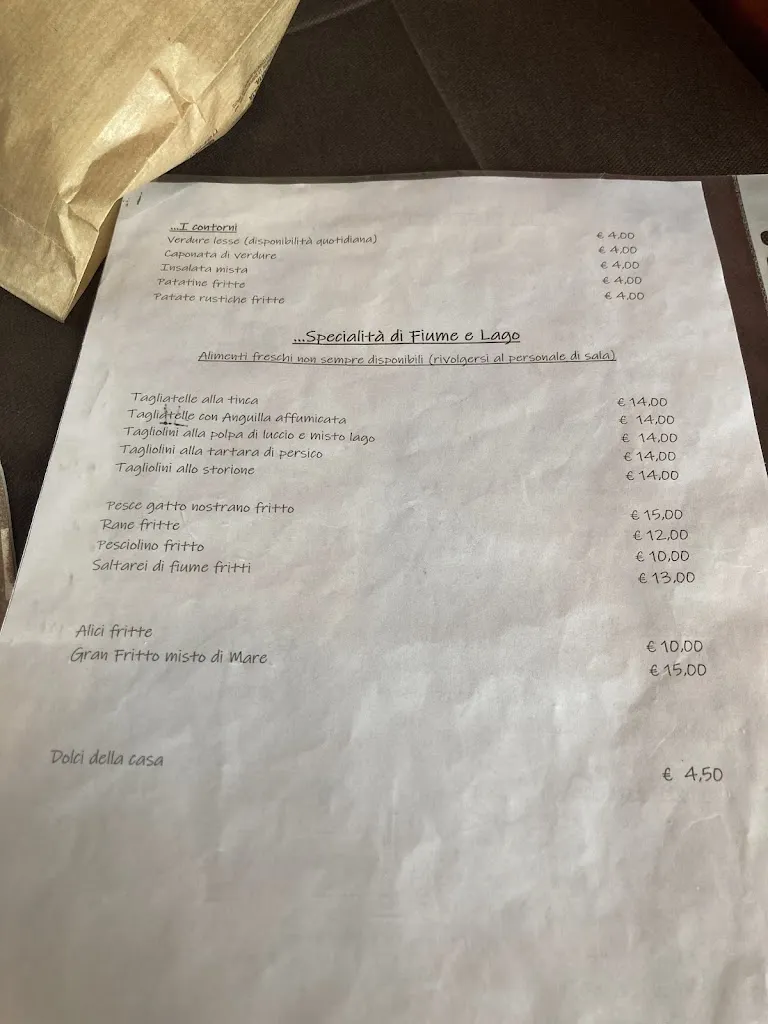 ...I contorni
Verdure lesse (disponibilità quotidiana) € 4,00
Caponata di verdure € 4,00
Insalata mista € 4,00
Patatine fritte € 4,00
Patate rustiche fritte € 4,00
...Specialità di Fiume e Lago
Alimenti freschi non sempre disponibili (rivolgersi al personale di sala)
Tagliatelle alla tinca € 14,00
Tagliatelle con Anguilla affumicata € 14,00
Tagliolini alla polpa di luccio e misto lago € 14,00
Tagliolini alla tartara di persico € 14,00
Tagliolini allo storione € 14,00
Pesce gatto nostrano fritto € 15,00
Rane fritte € 12,00
Pesciolino fritto € 10,00
Saltarei di fiume fritti € 13,00
Alici fritte € 10,00
Gran Fritto misto di Mare € 15,00
Dolci della casa € 4,50